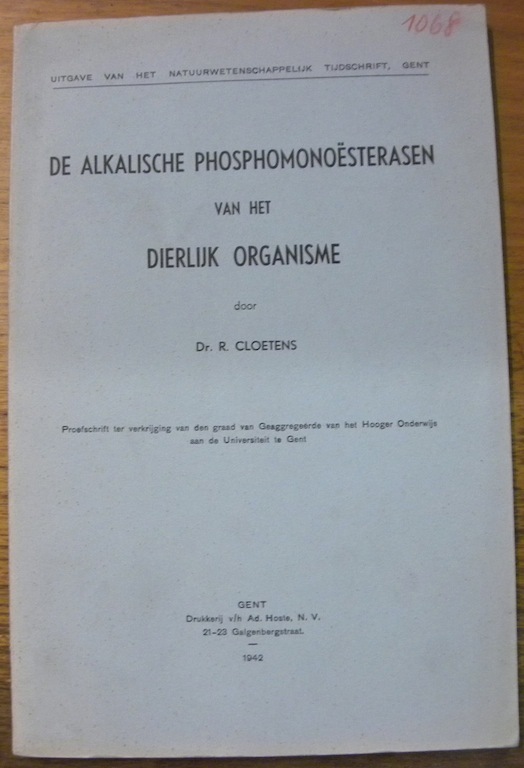 1068
UITGAVE VAN HET NATUURWETENSCHAPPELIJK TIJDSCHRIFT, GENT
DE ALKALISCHE PHOSPHOMONOËSTERASEN
VAN HET
DIERLIJK ORGANISME
door
Dr. R. CLOETENS
Proefschrift ter verkrijging van den graad van Geaggregeerde van het Hooger Onderwijs
aan de Universiteit te Gent
GENT
Drukkerij v/h Ad. Hoste, N. V.
21-23 Galgenbergstraat.
—
1942